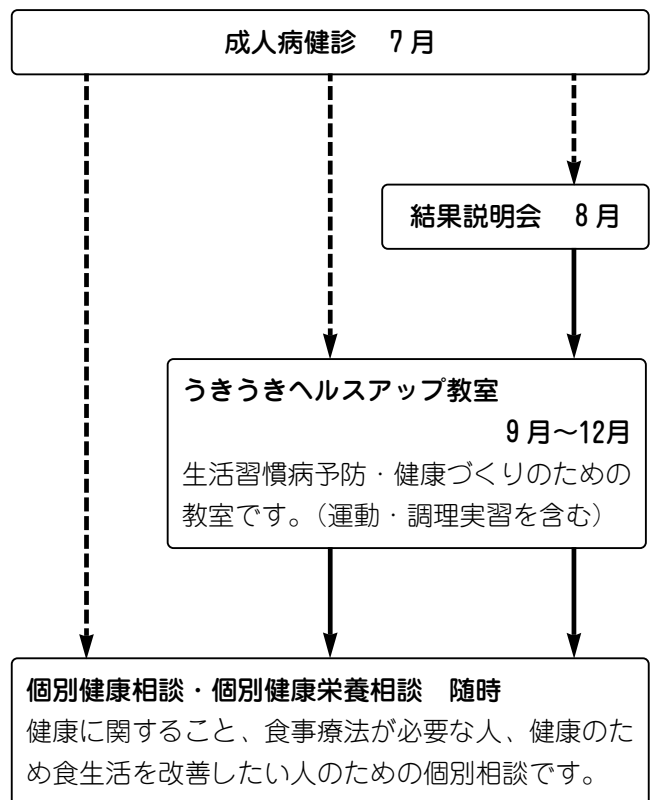 成人病健診　7月
結果説明会　8月
うきうきヘルスアップ教室
9月～12月
生活習慣病予防・健康づくりのための
教室です。（運動・調理実習を含む）
個別健康相談・個別健康栄養相談　随時
健康に関すること、食事療法が必要な人、健康のた
め食生活を改善したい人のための個別相談です。